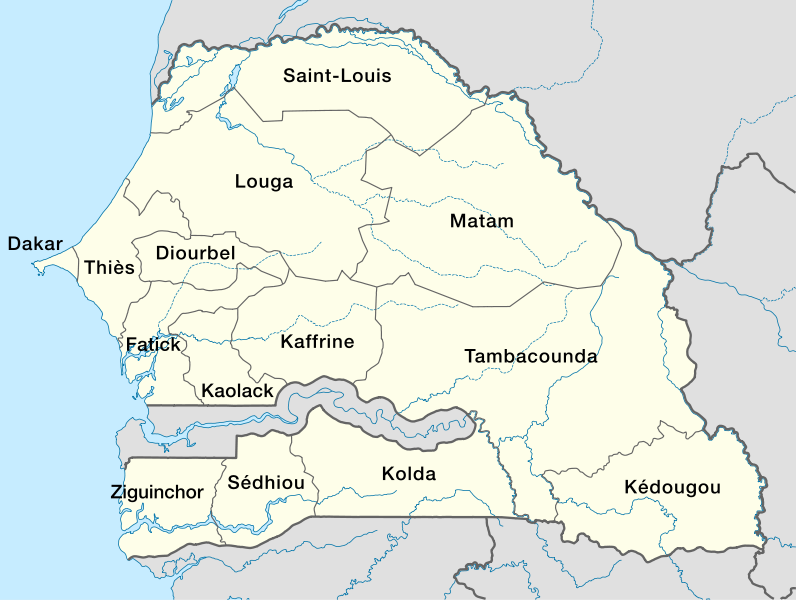 Saint-Louis
Louga
Matam
Dakar
Diourbel
Thiès
Fatick
Kaffrine
Tambacounda
Kaolack
Kolda
Sédhiou
Ziguinchor
Kédougou